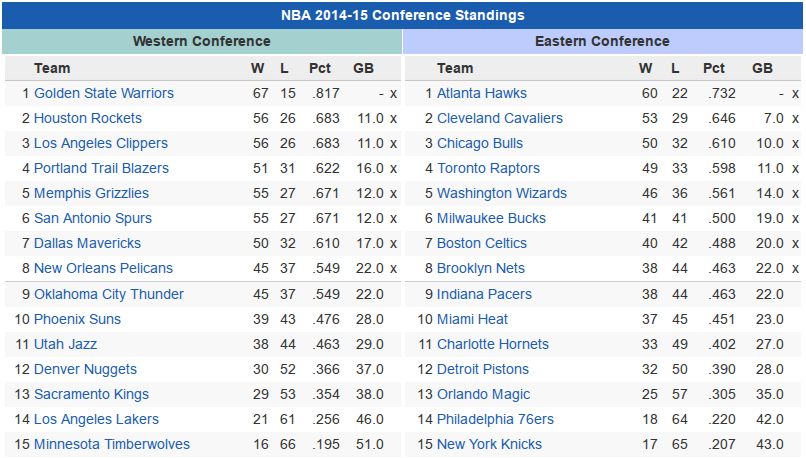 NBA 2014-15 Conference Standings
Western Conference Eastern Conference
Team W L Pct GB Team W L Pct GB
1 Golden State Warriors 67 15 .817 - x 1 Atlanta Hawks 60 22 .732 - x
2 Houston Rockets 56 26 .683 11.0 x 2 Cleveland Cavaliers 53 29 .646 7.0 x
3 Los Angeles Clippers 56 26 .683 11.0 x 3 Chicago Bulls 50 32 .610 10.0 x
4 Portland Trail Blazers 51 31 .622 16.0 x 4 Toronto Raptors 49 33 .598 11.0 x
5 Memphis Grizzlies 55 27 .671 12.0 x 5 Washington Wizards 46 36 .561 14.0 x
6 San Antonio Spurs 55 27 .671 12.0 x 6 Milwaukee Bucks 41 41 .500 19.0 x
7 Dallas Mavericks 50 32 .610 17.0 x 7 Boston Celtics 40 42 .488 20.0 x
8 New Orleans Pelicans 45 37 .549 22.0 x 8 Brooklyn Nets 38 44 .463 22.0 x
9 Oklahoma City Thunder 45 37 .549 22.0 9 Indiana Pacers 38 44 .463 22.0
10 Phoenix Suns 39 43 .476 28.0 10 Miami Heat 37 45 .451 23.0
11 Utah Jazz 38 44 .463 29.0 11 Charlotte Hornets 33 49 .402 27.0
12 Denver Nuggets 30 52 .366 37.0 12 Detroit Pistons 32 50 .390 28.0
13 Sacramento Kings 29 53 .354 38.0 13 Orlando Magic 25 57 .305 35.0
14 Los Angeles Lakers 21 61 .256 46.0 14 Philadelphia 76ers 18 64 .220 42.0
15 Minnesota Timberwolves 16 66 .195 51.0 15 New York Knicks 17 65 .207 43.0